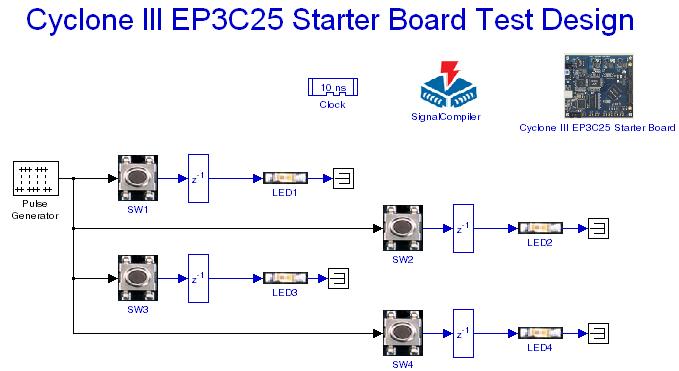 Cyclone III EP3C25 Starter Board Test Design
10 ns
Clock
SignalCompiler
Cyclone III EP3C25 Starter Board
Pulse
Generator
SW1
z-1
LED1
SW2
z-1
LED2
SW3
z-1
LED3
SW4
z-1
LED4